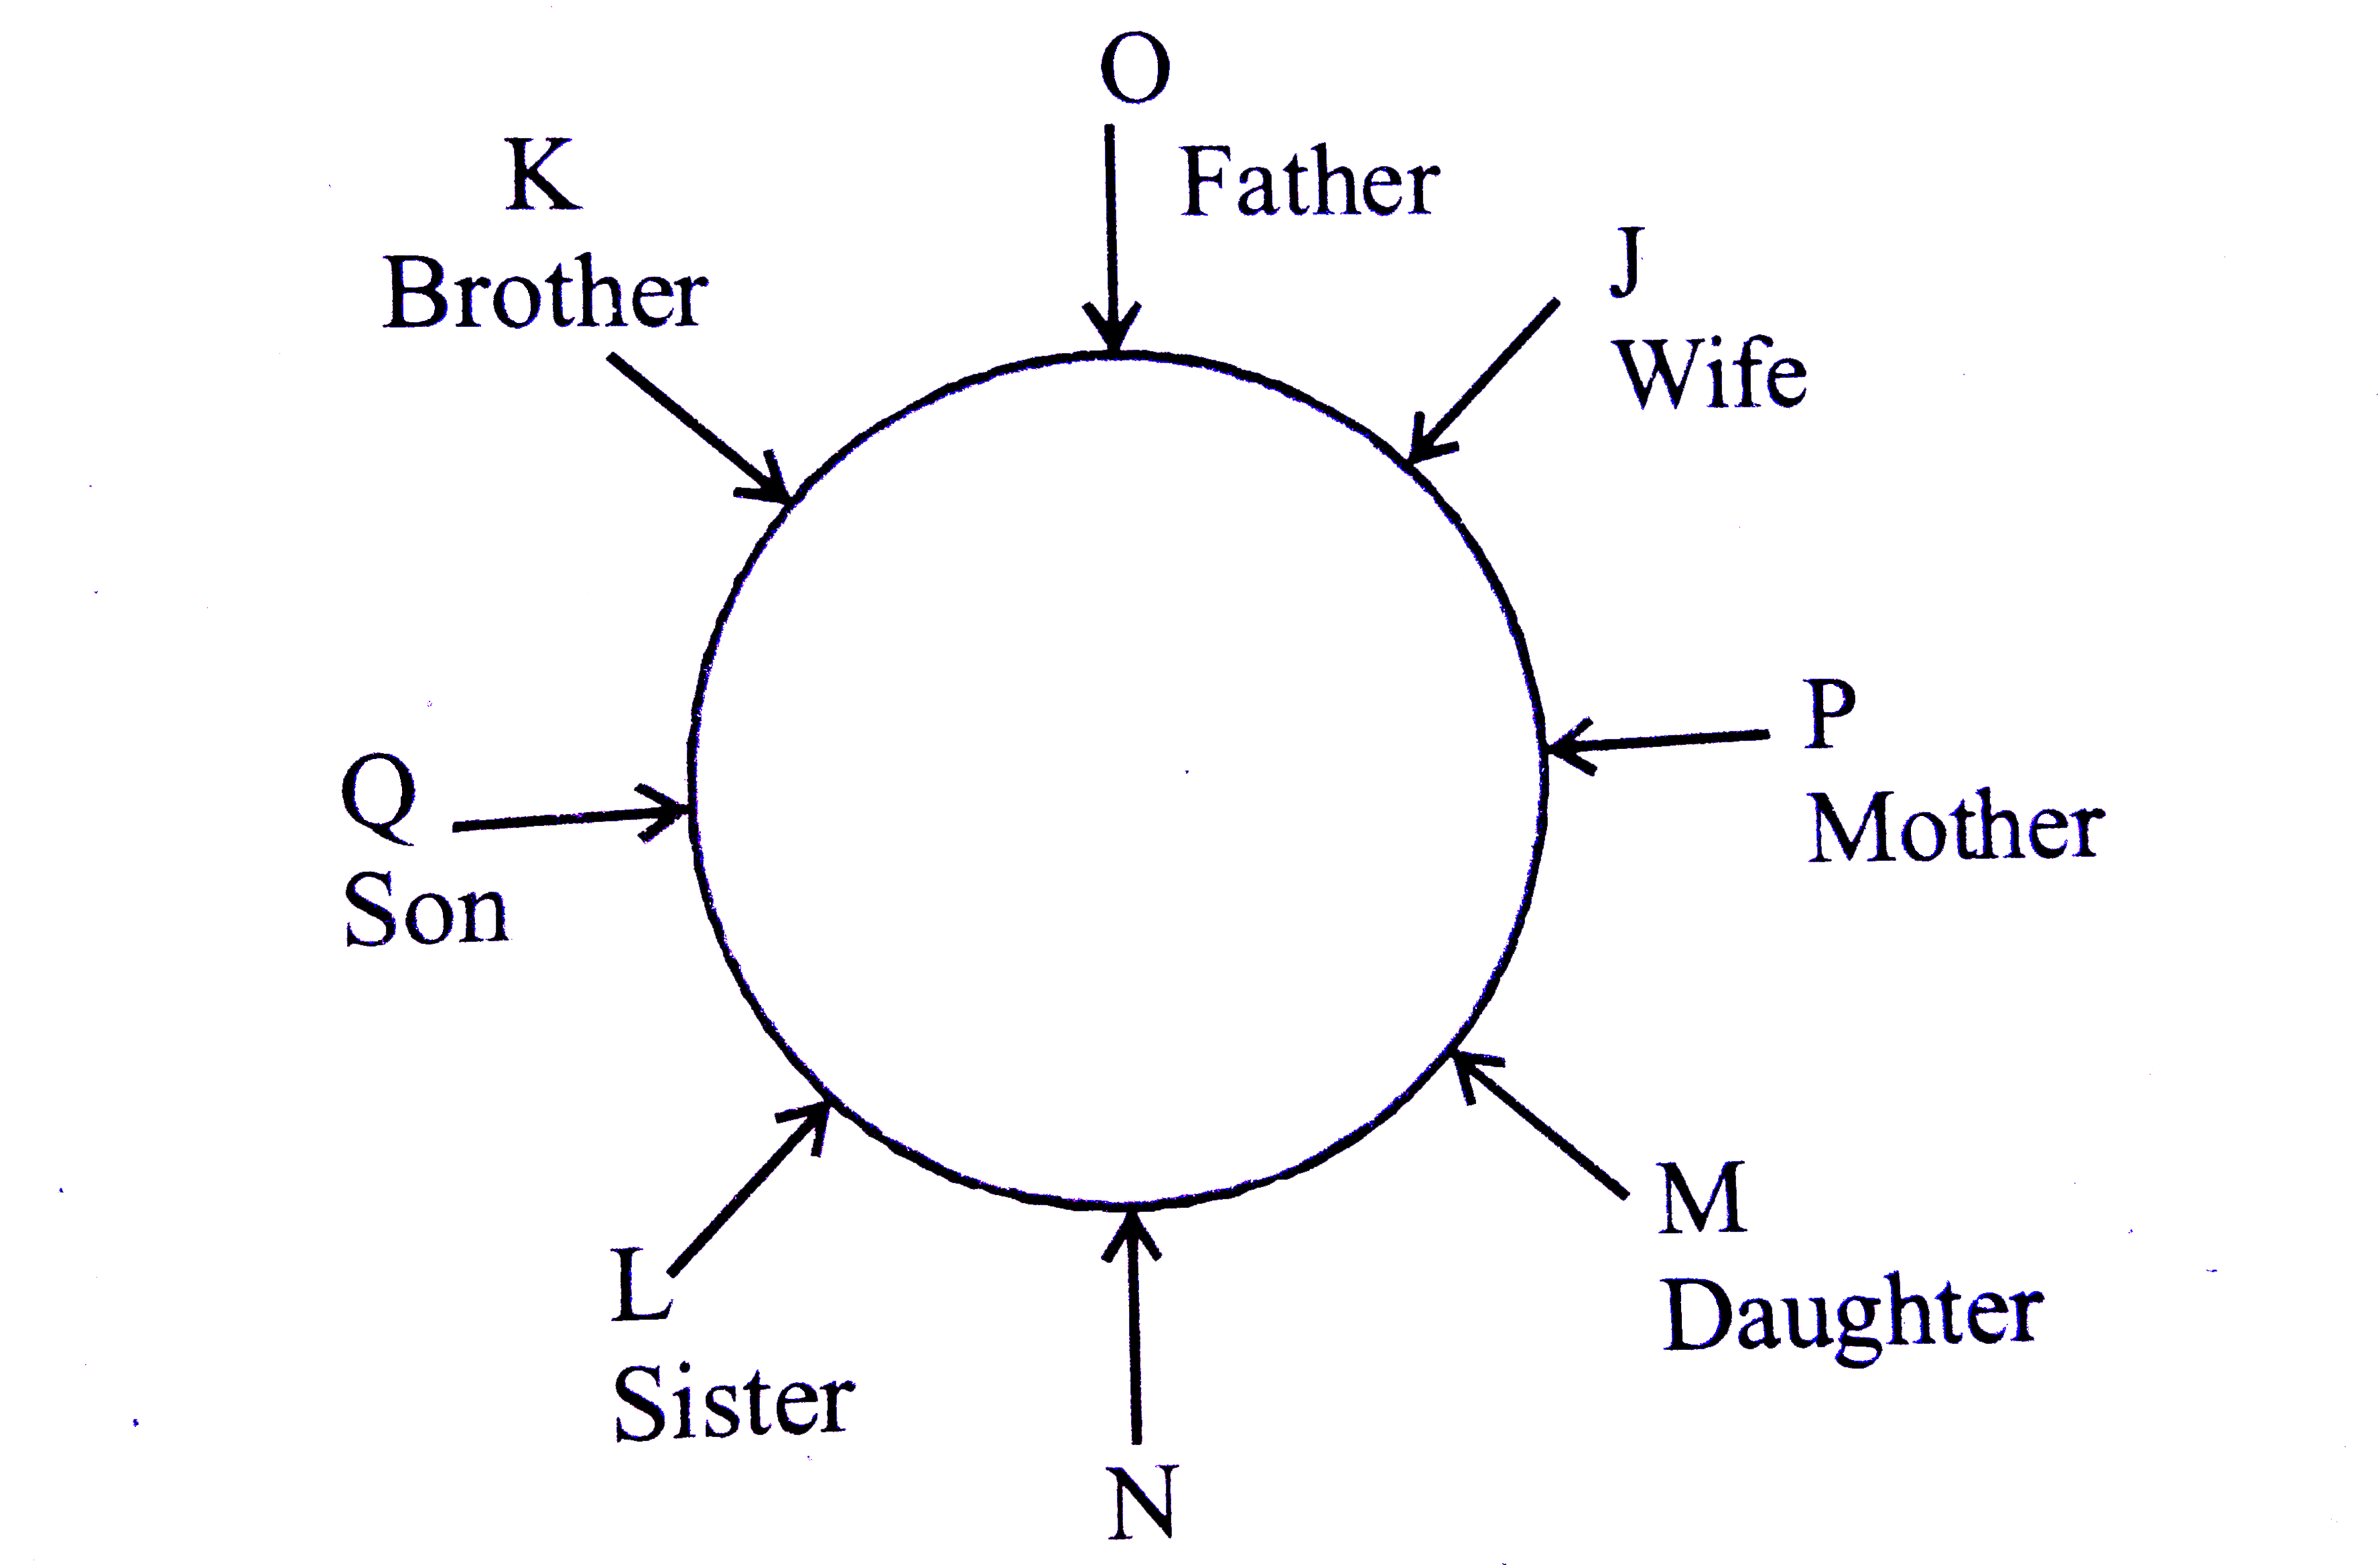 O
Father
K
Brother
J
Wife
P
Mother
Q
Son
M
Daughter
L
Sister
N